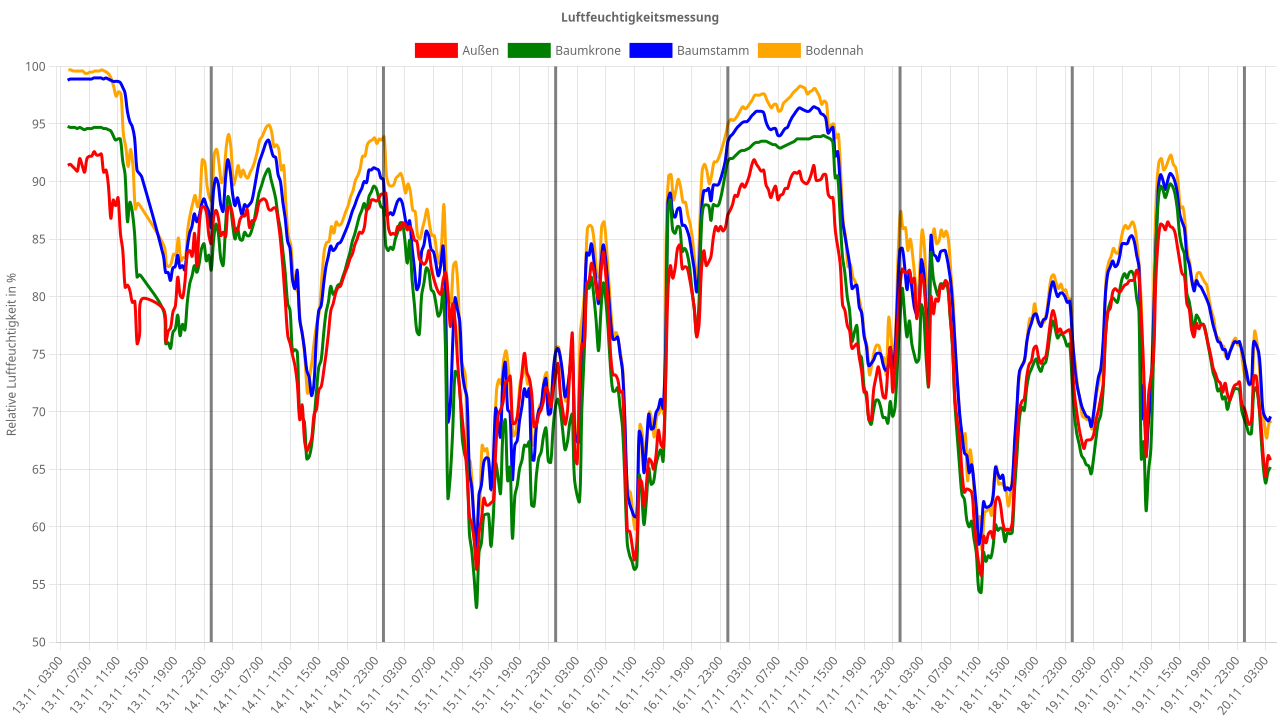 Luftfeuchtigkeitsmessung
Außen Baumkrone Baumstamm Bodennah
Relative Luftfeuchtigkeit in %
100
95
90
85
80
75
70
65
60
55
50
13.11 - 03:00
13.11 - 07:00
13.11 - 11:00
13.11 - 15:00
13.11 - 19:00
13.11 - 23:00
14.11 - 03:00
14.11 - 07:00
14.11 - 11:00
14.11 - 15:00
14.11 - 19:00
14.11 - 23:00
15.11 - 03:00
15.11 - 07:00
15.11 - 11:00
15.11 - 15:00
15.11 - 19:00
15.11 - 23:00
16.11 - 03:00
16.11 - 07:00
16.11 - 11:00
16.11 - 15:00
16.11 - 19:00
16.11 - 23:00
17.11 - 03:00
17.11 - 07:00
17.11 - 11:00
17.11 - 15:00
17.11 - 19:00
17.11 - 23:00
18.11 - 03:00
18.11 - 07:00
18.11 - 11:00
18.11 - 15:00
18.11 - 19:00
18.11 - 23:00
19.11 - 03:00
19.11 - 07:00
19.11 - 11:00
19.11 - 15:00
19.11 - 19:00
19.11 - 23:00
20.11 - 03:00